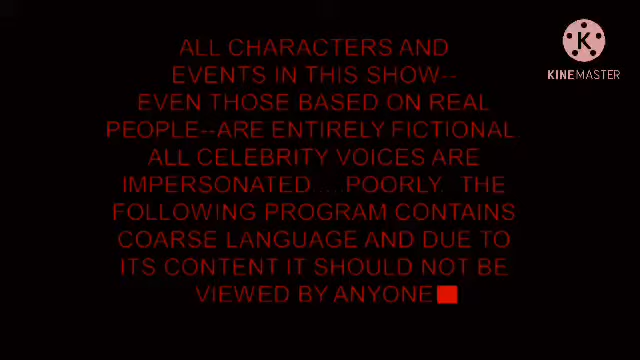 ALL CHARACTERS AND
EVENTS IN THIS SHOW--
EVEN THOSE BASED ON REAL
PEOPLE--ARE ENTIRELY FICTIONAL
ALL CELEBRITY VOICES ARE
IMPERSONATED.....POORLY. THE
FOLLOWING PROGRAM CONTAINS
COARSE LANGUAGE AND DUE TO
ITS CONTENT IT SHOULD NOT BE
VIEWED BY ANYONE
K
KINEMASTER